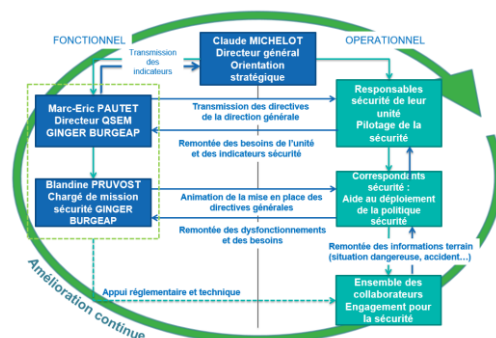 FONCTIONNEL
Transmission
des
indicateurs
Claude MICHELOT
Directeur général
Orientation
stratégique
OPERATIONNEL
Marc-Eric PAUTET
Directeur QSEM
GINGER BURGEAP
Transmission des directives
de la direction générale
Remontée des besoins de l'unité
et des indicateurs sécurité
Responsables
sécurité de leur
unité
Pilotage de la
sécurité
Blandine PRUVOST
Chargé de mission
sécurité GINGER
BURGEAP
Animation de la mise en place des
directives générales
Remontée des dysfonctionnements
et des besoins
Correspondants
sécurité :
Aide au déploiement
de la politique
sécurité
Remontée des informations terrain
(situation dangereuse, accident…)
Appui réglementaire et technique
Ensemble des
collaborateurs
Engagement pour
la sécurité
Amélioration continue